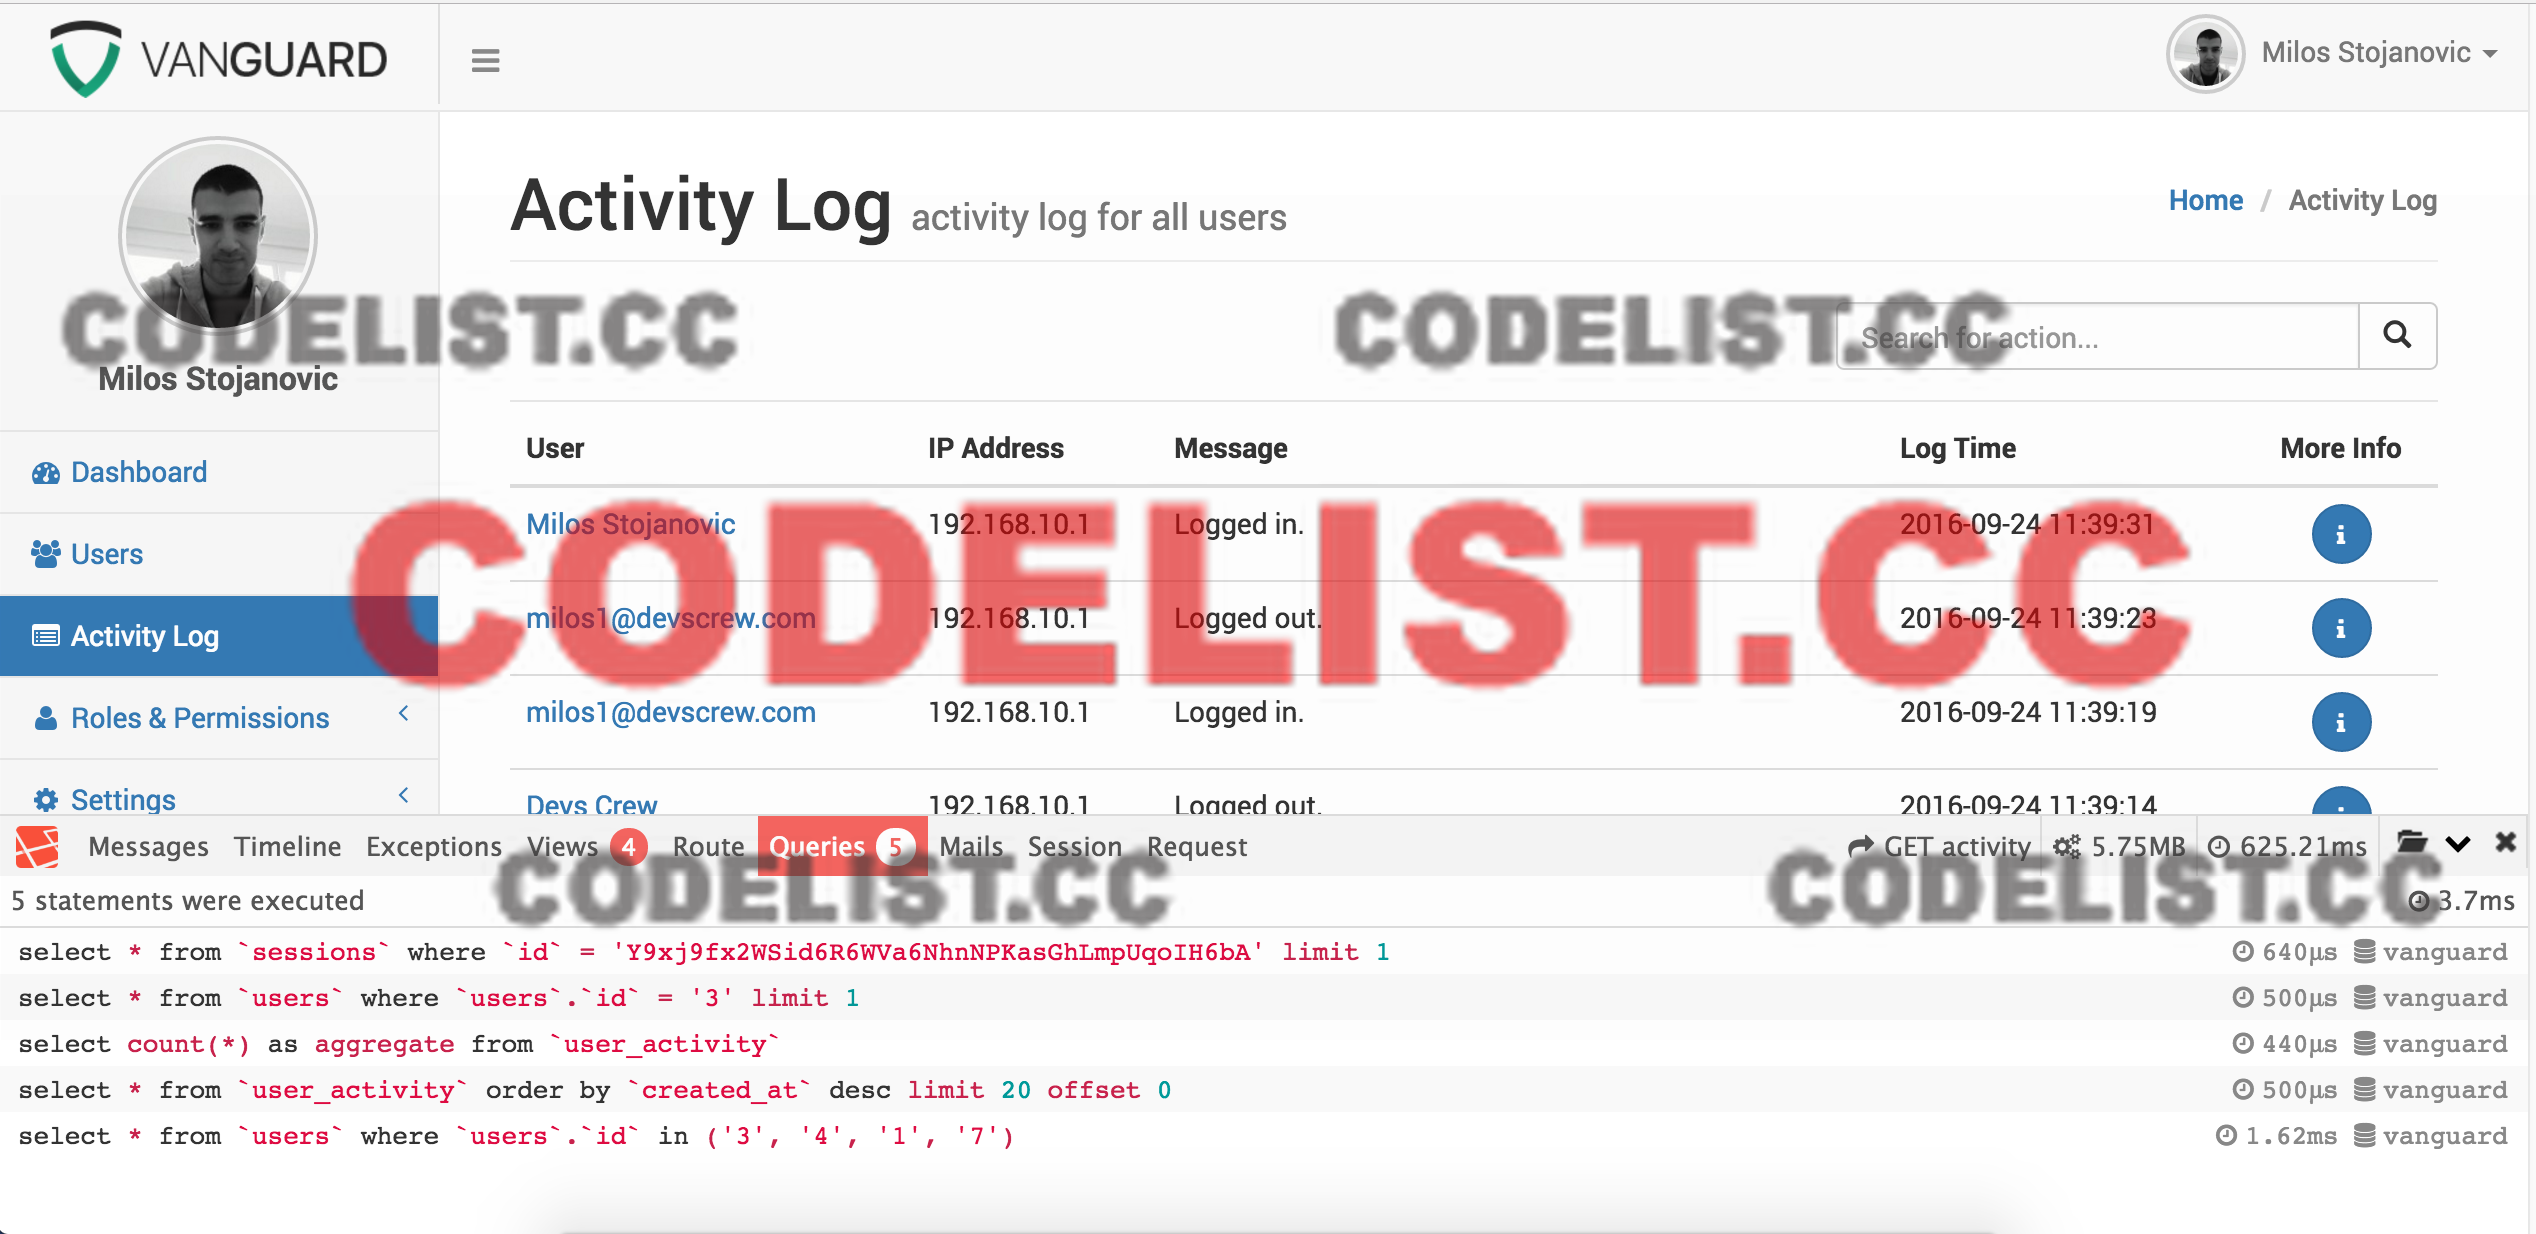 VANGUARD
Milos Stojanovic
Activity Log activity log for all users
Home / Activity Log
CODELIST.CC
CODELIST.CC
Search for action...
Milos Stojanovic
User IP Address Message Log Time More Info
Dashboard
Milos Stojanovic 192.168.10.1 Logged in. 2016-09-24 11:39:31
Users
CODELIST.CC
milos1@devscrew.com 192.168.10.1 Logged out. 2016-09-24 11:39:23
Activity Log
milos1@devscrew.com 192.168.10.1 Logged in. 2016-09-24 11:39:19
Roles & Permissions
Settings
Devs Crew 192.168.10.1 Logged out. 2016-09-24 11:39:14
Messages Timeline Exceptions Views 4 Route Queries 5 Mails Session Request GET activity 5.75MB 625.21ms
CODELIST.CC
CODELIST.CC
5 statements were executed 3.7ms
select * from `sessions` where `id` = 'Y9xj9fx2WSid6R6WVa6NhnNPKasGhLmpUqoIH6bA' limit 1 640µs vanguard
select * from `users` where `users`.`id` = '3' limit 1 500µs vanguard
select count(*) as aggregate from `user_activity` 440µs vanguard
select * from `user_activity` order by `created_at` desc limit 20 offset 0 500µs vanguard
select * from `users` where `users`.`id` in ('3', '4', '1', '7') 1.62ms vanguard